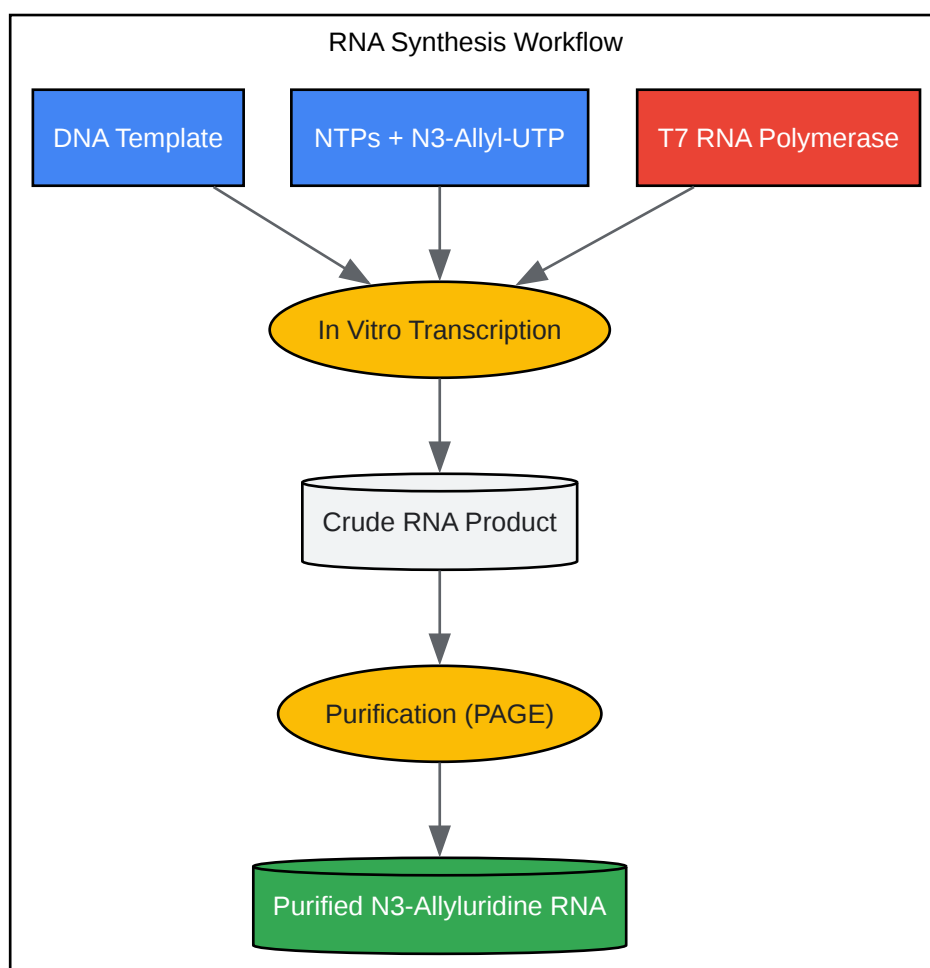 RNA Synthesis Workflow
DNA Template
NTPs + N3-Allyl-UTP
T7 RNA Polymerase
In Vitro Transcription
Crude RNA Product
Purification (PAGE)
Purified N3-Allyluridine RNA